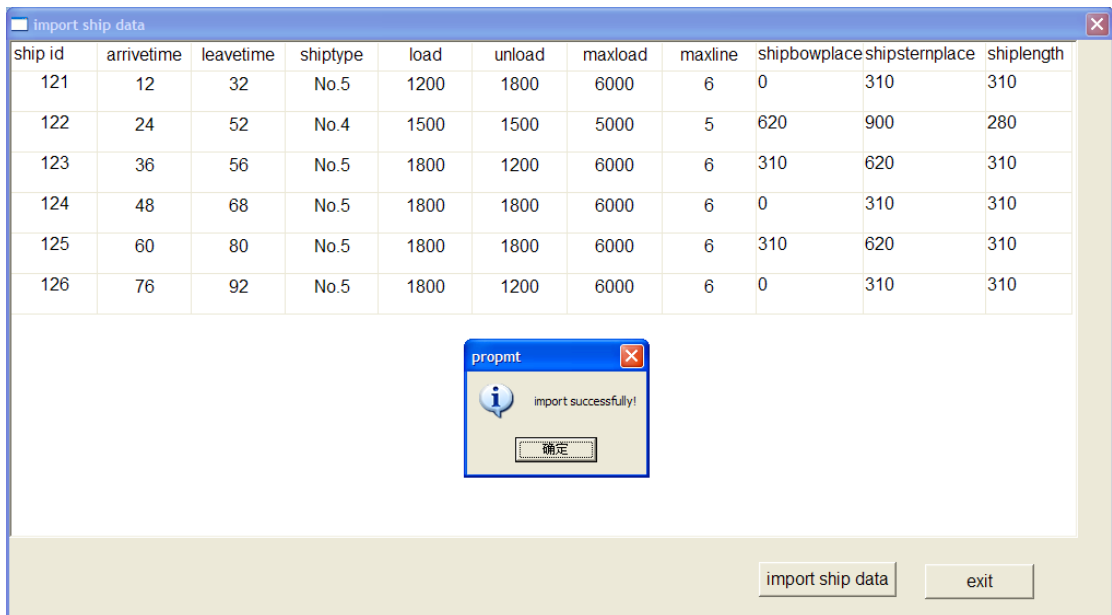 import ship data
ship id arrivetime leavetime shiptype load unload maxload maxline shipbowplace shipsternplace shiplength
121 12 32 No.5 1200 1800 6000 6 0 310 310
122 24 52 No.4 1500 1500 5000 5 620 900 280
123 36 56 No.5 1800 1200 6000 6 310 620 310
124 48 68 No.5 1800 1800 6000 6 0 310 310
125 60 80 No.5 1800 1800 6000 6 310 620 310
126 76 92 No.5 1800 1200 6000 6 0 310 310
propmt
import successfully!
确定
import ship data exit